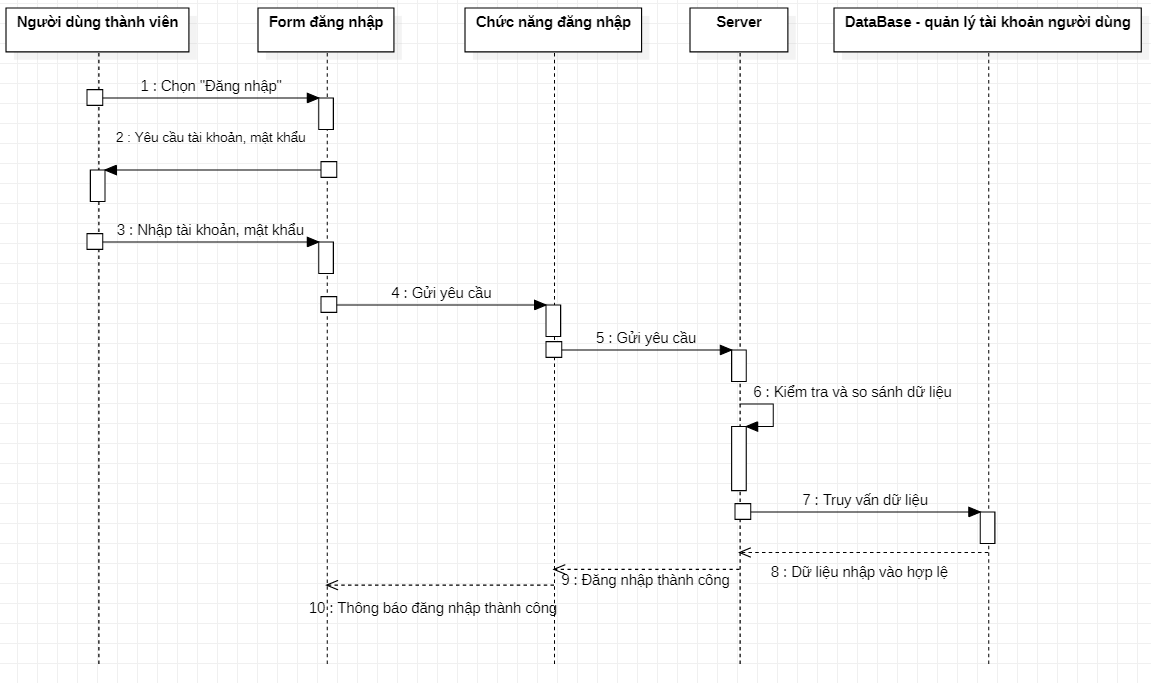 Người dùng thành viên
Form đăng nhập
Chức năng đăng nhập
Server
DataBase - quản lý tài khoản người dùng
1 : Chọn "Đăng nhập"
2 : Yêu cầu tài khoản, mật khẩu
3 : Nhập tài khoản, mật khẩu
4 : Gửi yêu cầu
5 : Gửi yêu cầu
6 : Kiểm tra và so sánh dữ liệu
7 : Truy vấn dữ liệu
8 : Dữ liệu nhập vào hợp lệ
9 : Đăng nhập thành công
10 : Thông báo đăng nhập thành công